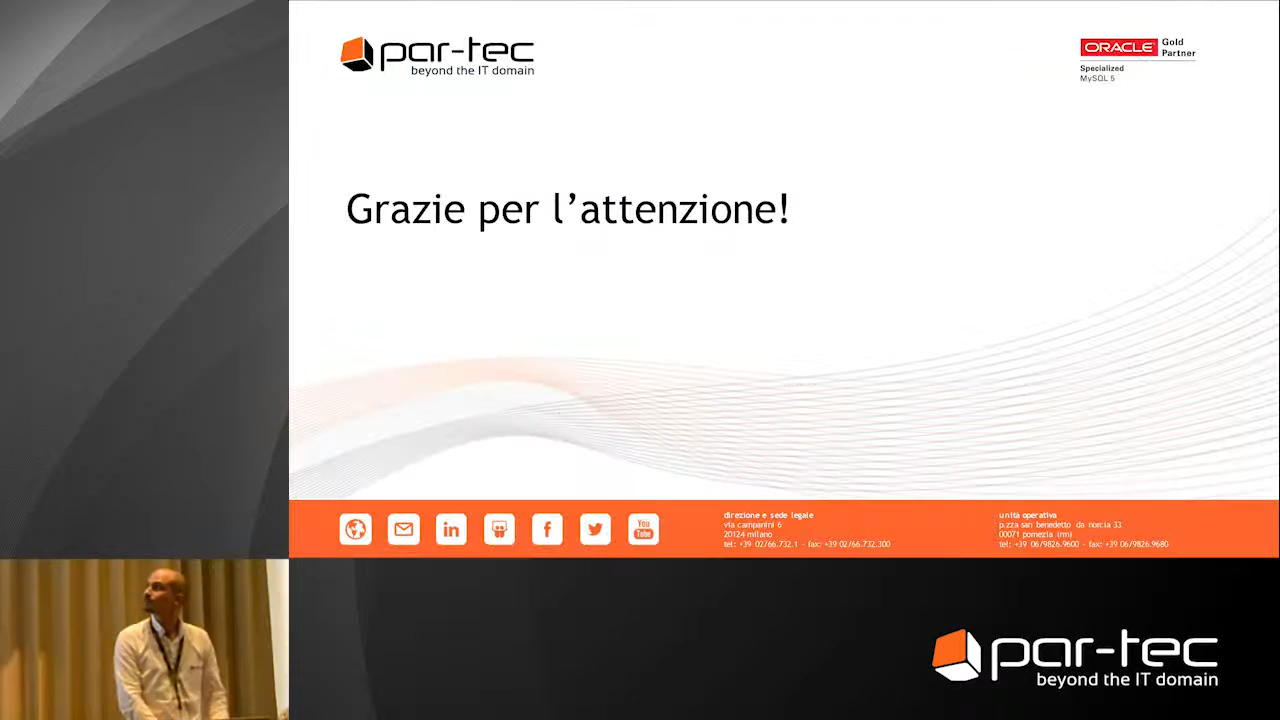 par-tec
beyond the IT domain
ORACLE Gold
Partner
Specialized
MySQL 5
Grazie per l'attenzione!
in
f
You
Tube
direzione e sede legale
via campanini 6
20124 milano
tel: +39 02/66.732.1 - fax: +39 02/66.732.300
unità operativa
p.zza san benedetto da norcia 33
00071 pomezia (rm)
tel: +39 06/9826.9600 - fax: +39 06/9826.9680
par-tec
beyond the IT domain